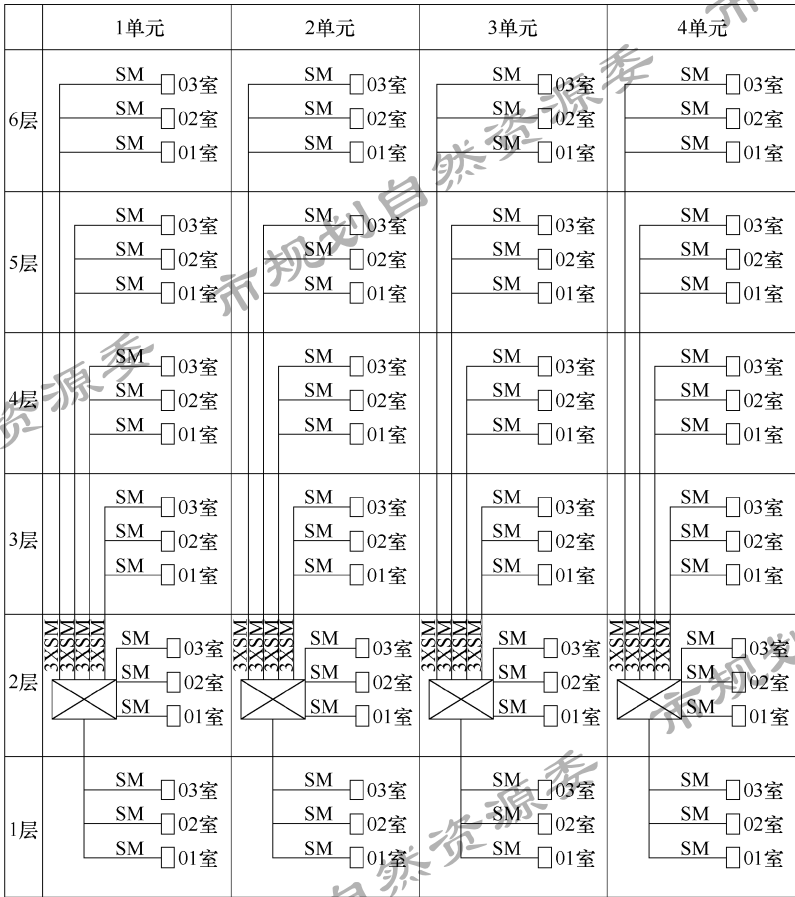 1单元 2单元 3单元 4单元
6层
SM 03室 SM 03室 SM 03室 SM 03室
SM 02室 SM 02室 SM 02室 SM 02室
SM 01室 SM 01室 SM 01室 SM 01室
5层
SM 03室 SM 03室 SM 03室 SM 03室
SM 02室 SM 02室 SM 02室 SM 02室
SM 01室 SM 01室 SM 01室 SM 01室
4层
SM 03室 SM 03室 SM 03室 SM 03室
SM 02室 SM 02室 SM 02室 SM 02室
SM 01室 SM 01室 SM 01室 SM 01室
3层
SM 03室 SM 03室 SM 03室 SM 03室
SM 02室 SM 02室 SM 02室 SM 02室
SM 01室 SM 01室 SM 01室 SM 01室
2层
3XSM 3XSM 3XSM 3XSM 3XSM 3XSM 3XSM 3XSM 3XSM 3XSM 3XSM 3XSM 3XSM 3XSM 3XSM 3XSM
SM 03室 SM 03室 SM 03室 SM 03室
SM 02室 SM 02室 SM 02室 SM 02室
SM 01室 SM 01室 SM 01室 SM 01室
1层
SM 03室 SM 03室 SM 03室 SM 03室
SM 02室 SM 02室 SM 02室 SM 02室
SM 01室 SM 01室 SM 01室 SM 01室
市规划自然资源委
资源委
市规划
自然资源委
市